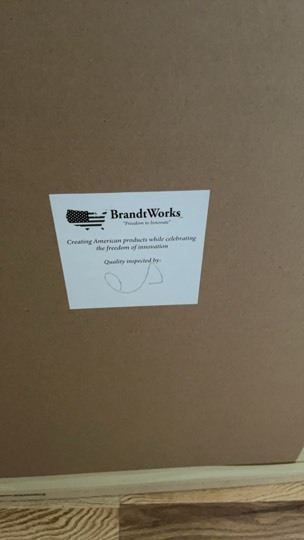 BrandtWorks
"Freedom to Innovate"
Creating American products while celebrating
the freedom of innovation
Quality inspected by: